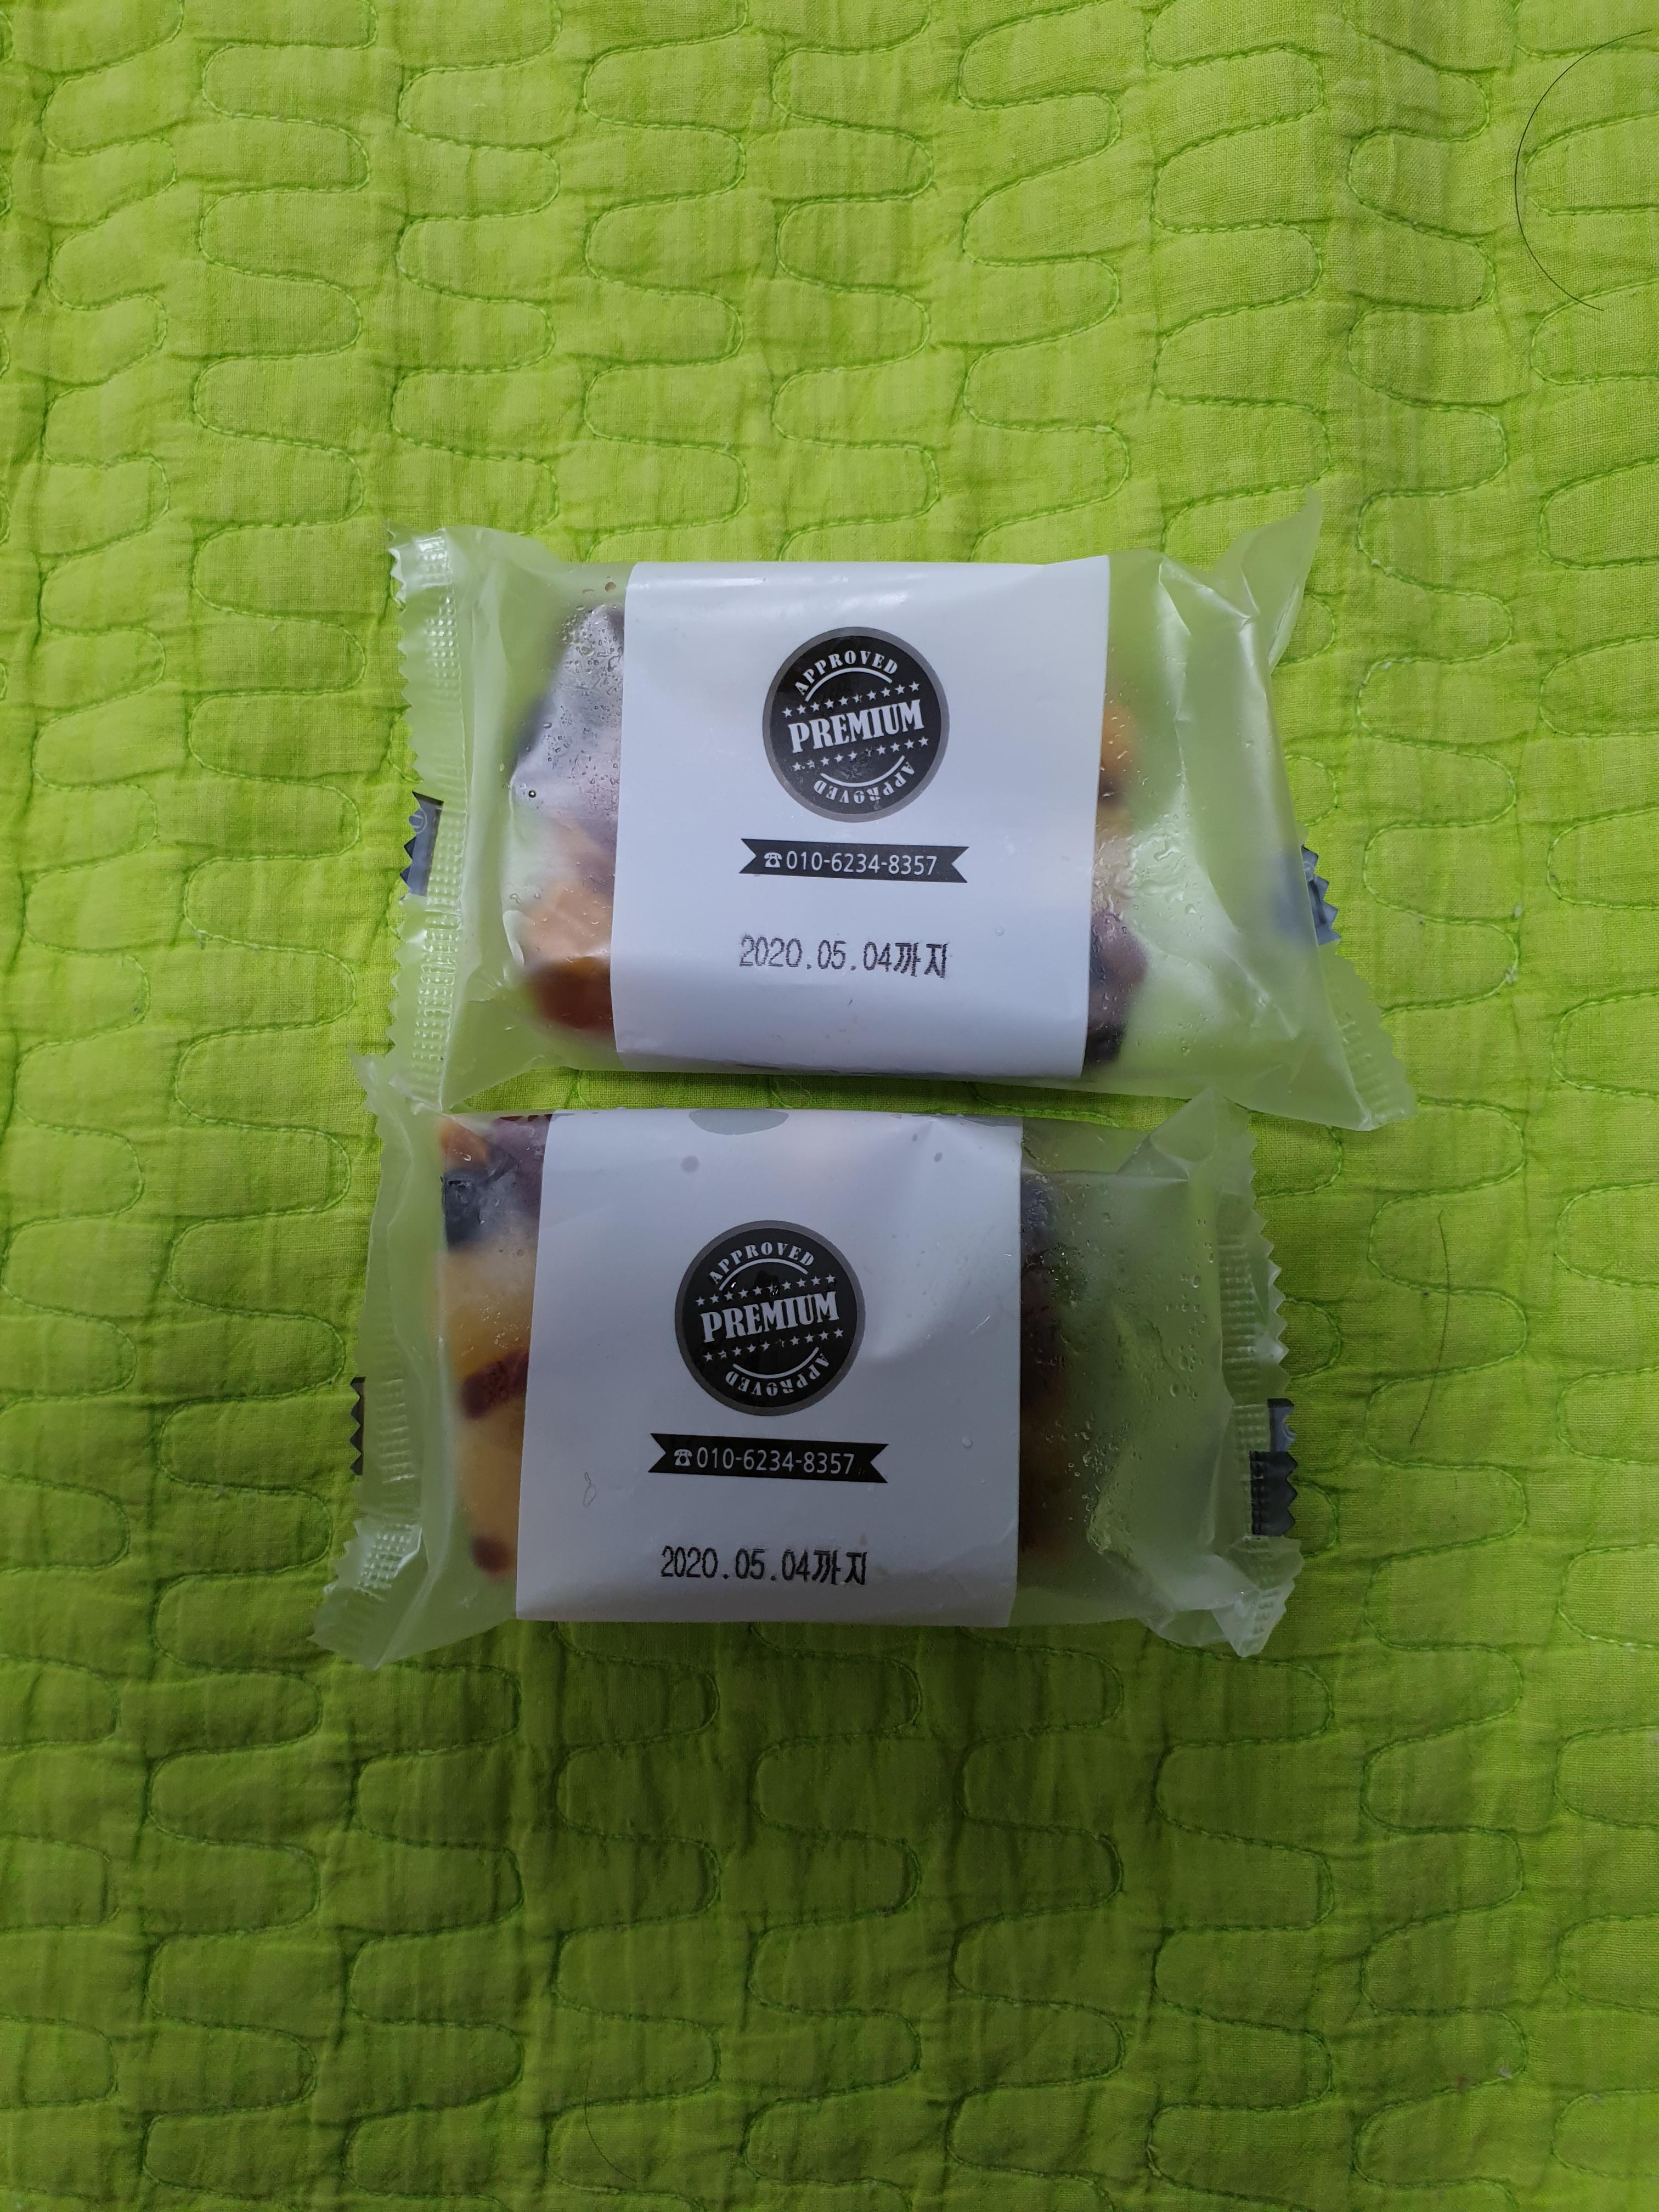 APPROVED
PREMIUM
APPROVED
☎010-6234-8357
2020.05.04까지
APPROVED
PREMIUM
APPROVED
☎010-6234-8357
2020.05.04까지